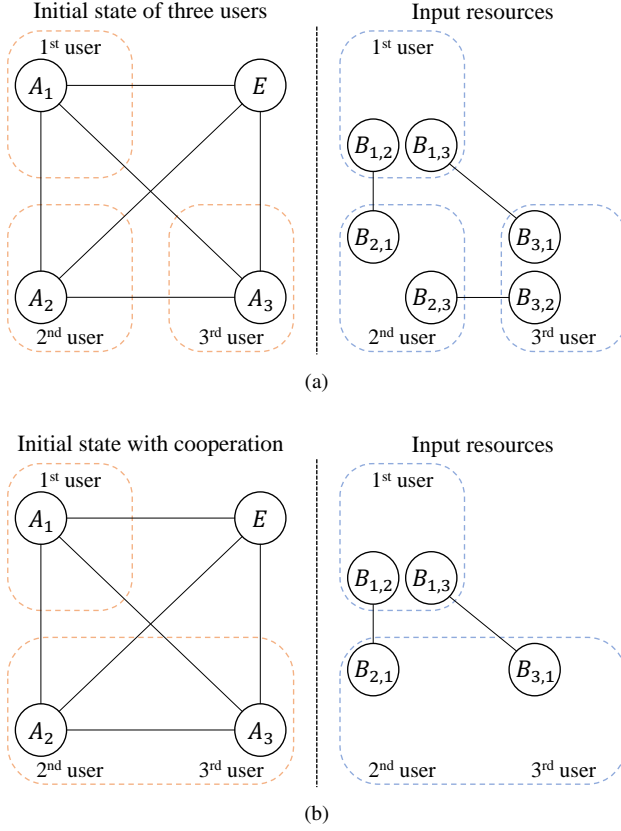 Initial state of three users
Input resources
1st user
1st user
A1
E
B1,2
B1,3
B2,1
B3,1
A2
A3
B2,3
B3,2
2nd user
3rd user
2nd user
3rd user
(a)
Initial state with cooperation
Input resources
1st user
1st user
A1
E
B1,2
B1,3
B2,1
B3,1
A2
A3
2nd user
3rd user
2nd user
3rd user
(b)